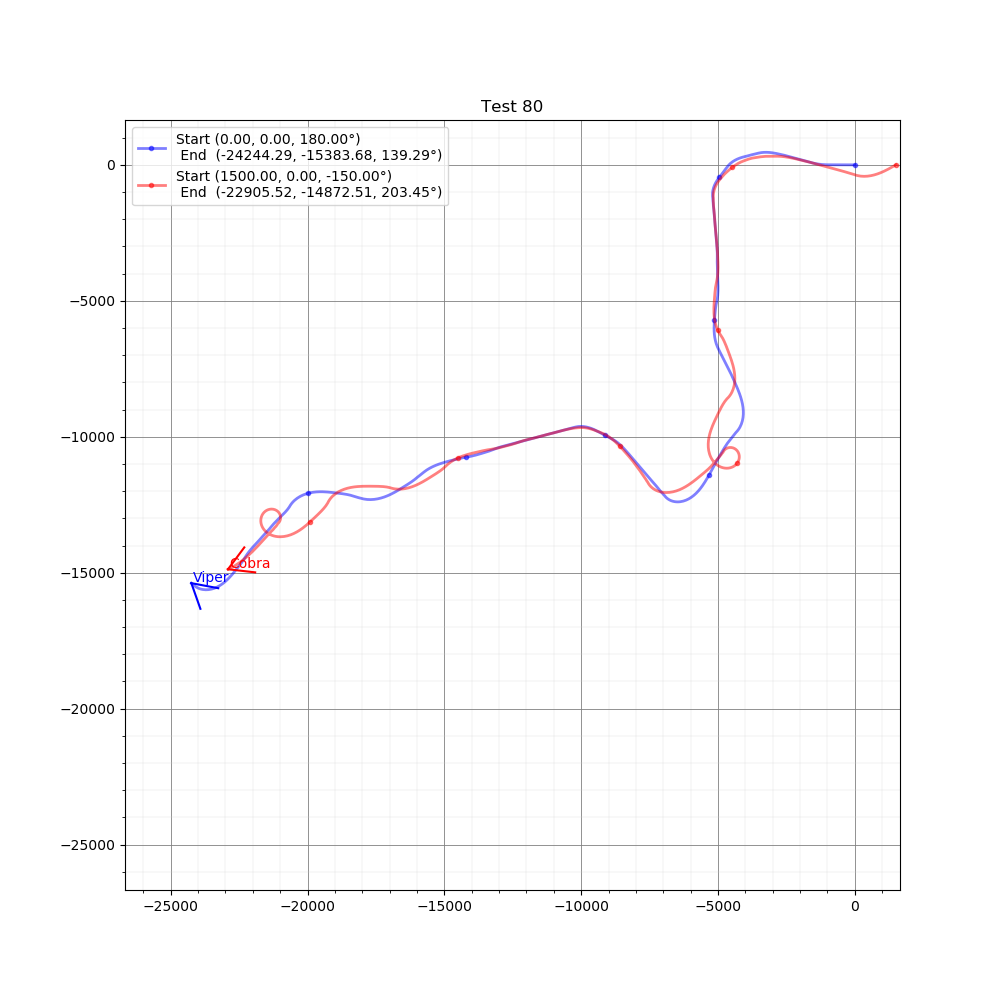 Test 80
Start (0.00, 0.00, 180.00°)
End (-24244.29, -15383.68, 139.29°)
Start (1500.00, 0.00, -150.00°)
End (-22905.52, -14872.51, 203.45°)
0
−5000
−10000
−15000
−20000
−25000
Cobra
Viper
−25000 −20000 −15000 −10000 −5000 0